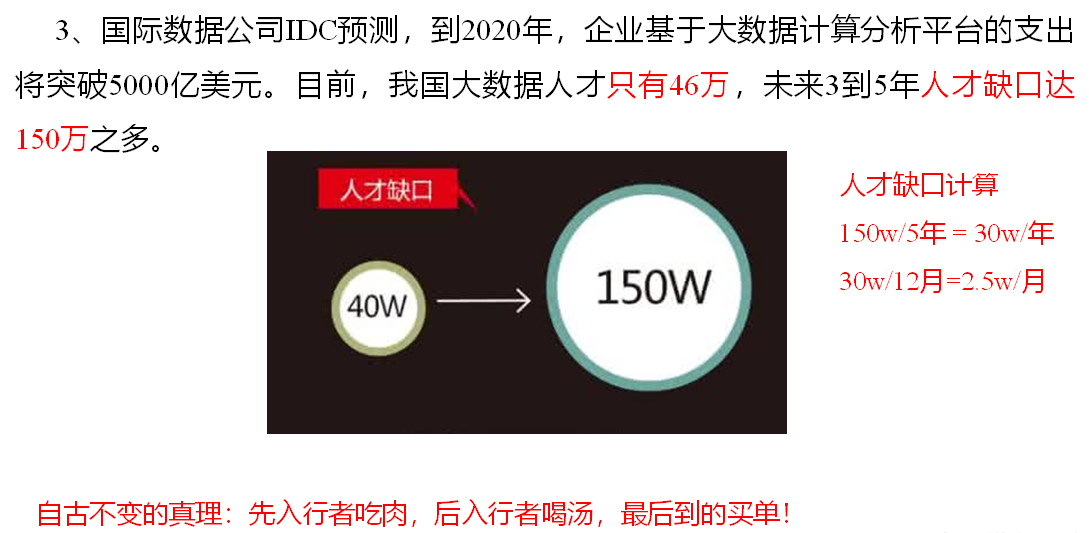 3、国际数据公司IDC预测，到2020年，企业基于大数据计算分析平台的支出
将突破5000亿美元。目前，我国大数据人才只有46万，未来3到5年人才缺口达
150万之多。
人才缺口
40W
150W
人才缺口计算
150w/5年 = 30w/年
30w/12月=2.5w/月
自古不变的真理：先入行者吃肉，后入行者喝汤，最后到的买单！